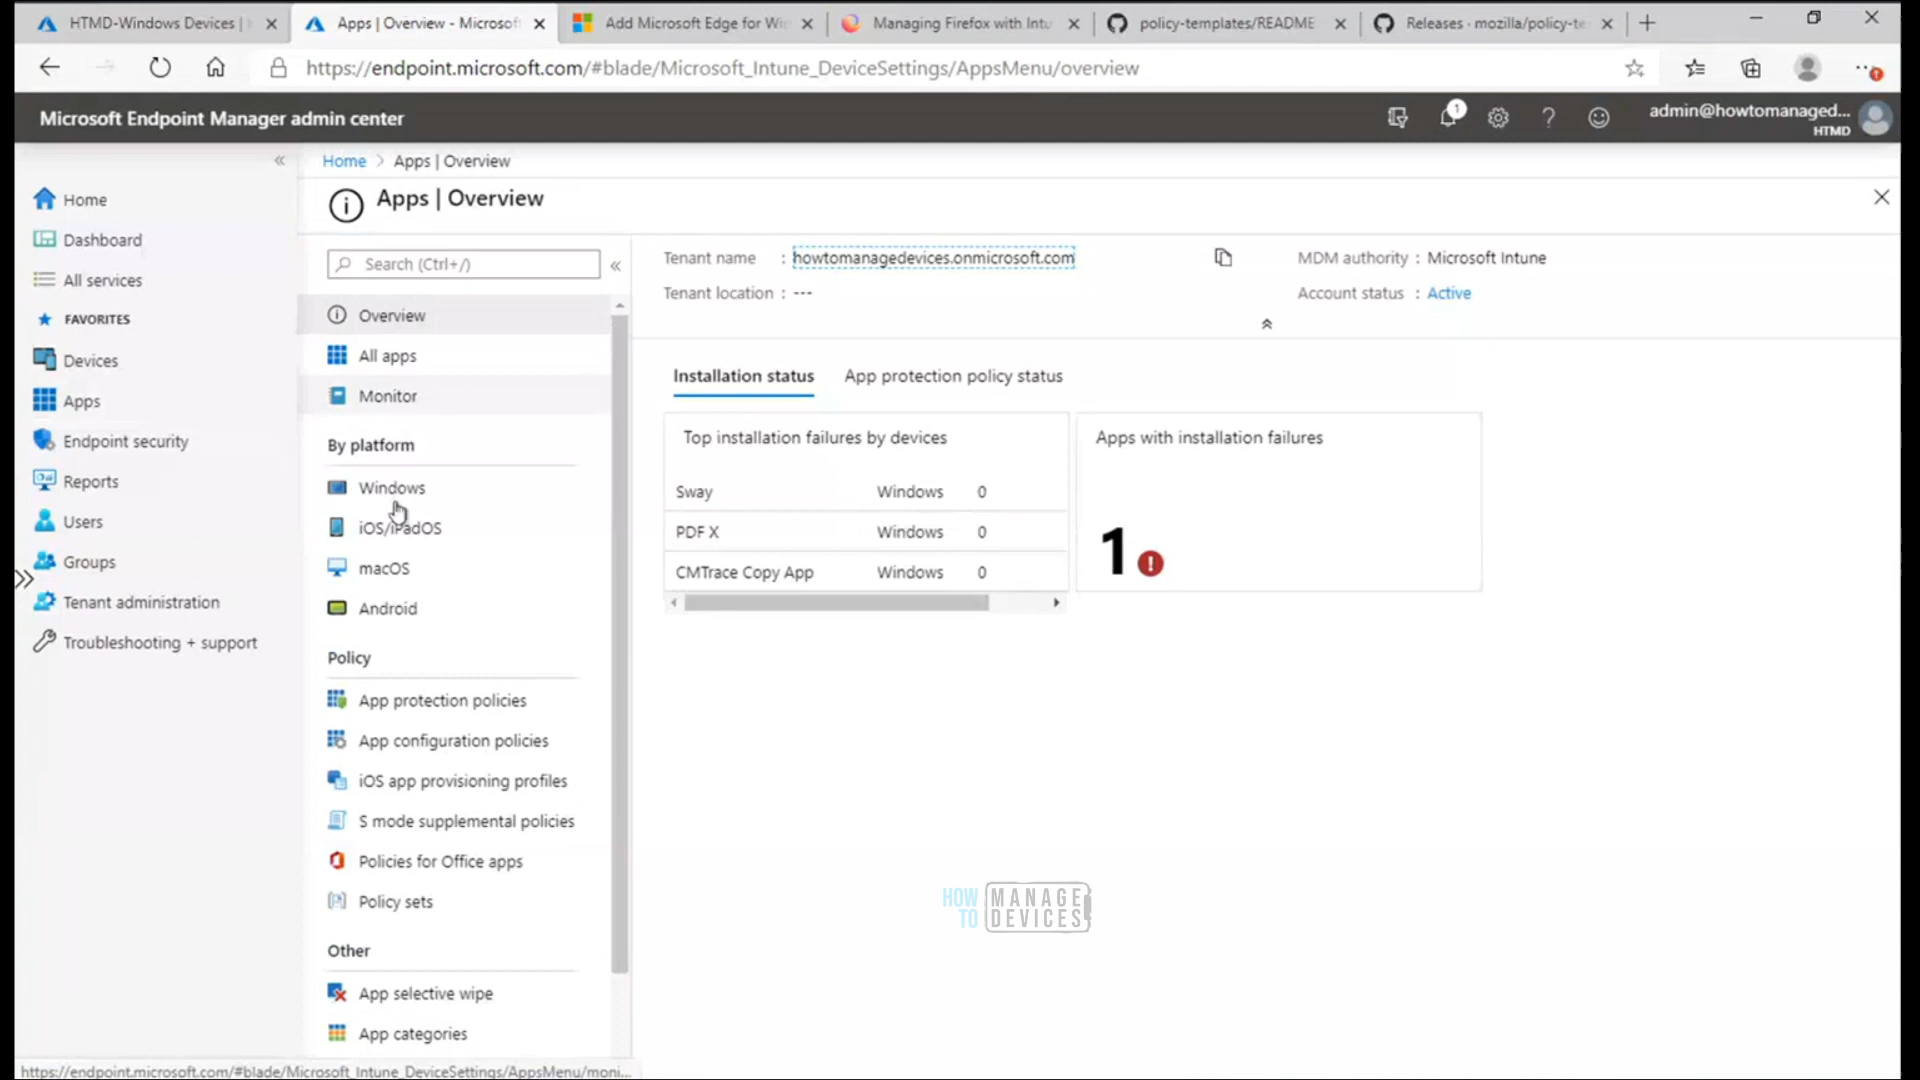 HTMD-Windows Devices |
Apps | Overview - Microsof
Add Microsoft Edge for Wi
Managing Firefox with Intu
policy-templates/README
Releases · mozilla/policy-te
https://endpoint.microsoft.com/#blade/Microsoft_Intune_DeviceSettings/AppsMenu/overview
Microsoft Endpoint Manager admin center
1
admin@howtomanaged...
HTMD
Home > Apps | Overview
Apps | Overview
Home
Dashboard
All services
FAVORITES
Devices
Apps
Endpoint security
Reports
Users
Groups
Tenant administration
Troubleshooting + support
Search (Ctrl+/)
Overview
All apps
Monitor
By platform
Windows
iOS/iPadOS
macOS
Android
Policy
App protection policies
App configuration policies
iOS app provisioning profiles
S mode supplemental policies
Policies for Office apps
Policy sets
Other
App selective wipe
App categories
Tenant name : howtomanagedevices.onmicrosoft.com
Tenant location : ---
MDM authority : Microsoft Intune
Account status : Active
Installation status
App protection policy status
Top installation failures by devices
Sway Windows 0
PDF X Windows 0
CMTrace Copy App Windows 0
Apps with installation failures
1
HOW TO
MANAGE DEVICES
https://endpoint.microsoft.com/#blade/Microsoft_Intune_DeviceSettings/AppsMenu/moni...